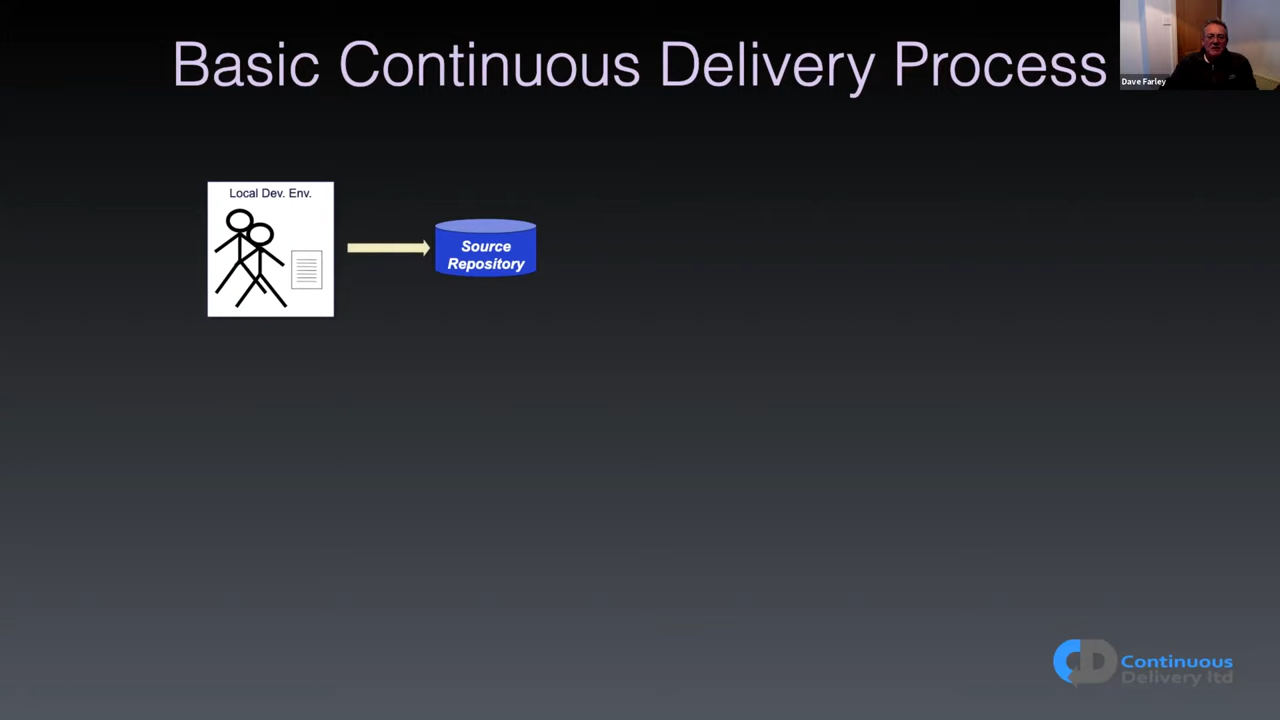 Basic Continuous Delivery Process
Dave Farley
Local Dev. Env.
Source
Repository
Continuous
Delivery ltd